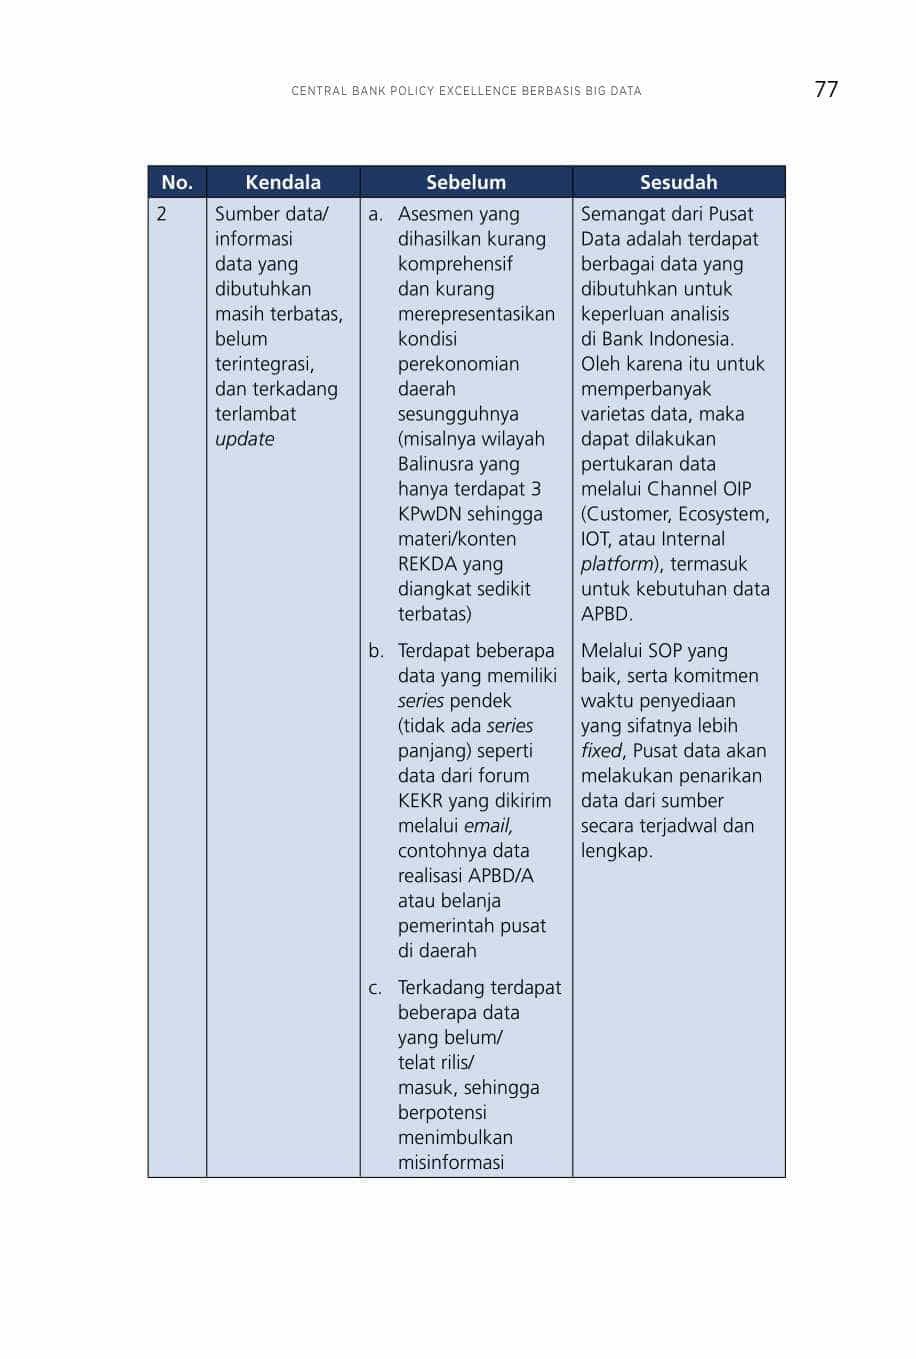 CENTRAL BANK POLICY EXCELLENCE BERBASIS BIG DATA
77
No. Kendala Sebelum Sesudah
2
Sumber data/
informasi
data yang
dibutuhkan
masih terbatas,
belum
terintegrasi,
dan terkadang
terlambat
update
a. Asesmen yang
dihasilkan kurang
komprehensif
dan kurang
merepresentasikan
kondisi
perekonomian
daerah
sesungguhnya
(misalnya wilayah
Balinusra yang
hanya terdapat 3
KPwDN sehingga
materi/konten
REKDA yang
diangkat sedikit
terbatas)
b. Terdapat beberapa
data yang memiliki
series pendek
(tidak ada series
panjang) seperti
data dari forum
KEKR yang dikirim
melalui email,
contohnya data
realisasi APBD/A
atau belanja
pemerintah pusat
di daerah
c. Terkadang terdapat
beberapa data
yang belum/
telat rilis/
masuk, sehingga
berpotensi
menimbulkan
misinformasi
Semangat dari Pusat
Data adalah terdapat
berbagai data yang
dibutuhkan untuk
keperluan analisis
di Bank Indonesia.
Oleh karena itu untuk
memperbanyak
varietas data, maka
dapat dilakukan
pertukaran data
melalui Channel OIP
(Customer, Ecosystem,
IOT, atau Internal
platform), termasuk
untuk kebutuhan data
APBD.
Melalui SOP yang
baik, serta komitmen
waktu penyediaan
yang sifatnya lebih
fixed, Pusat data akan
melakukan penarikan
data dari sumber
secara terjadwal dan
lengkap.